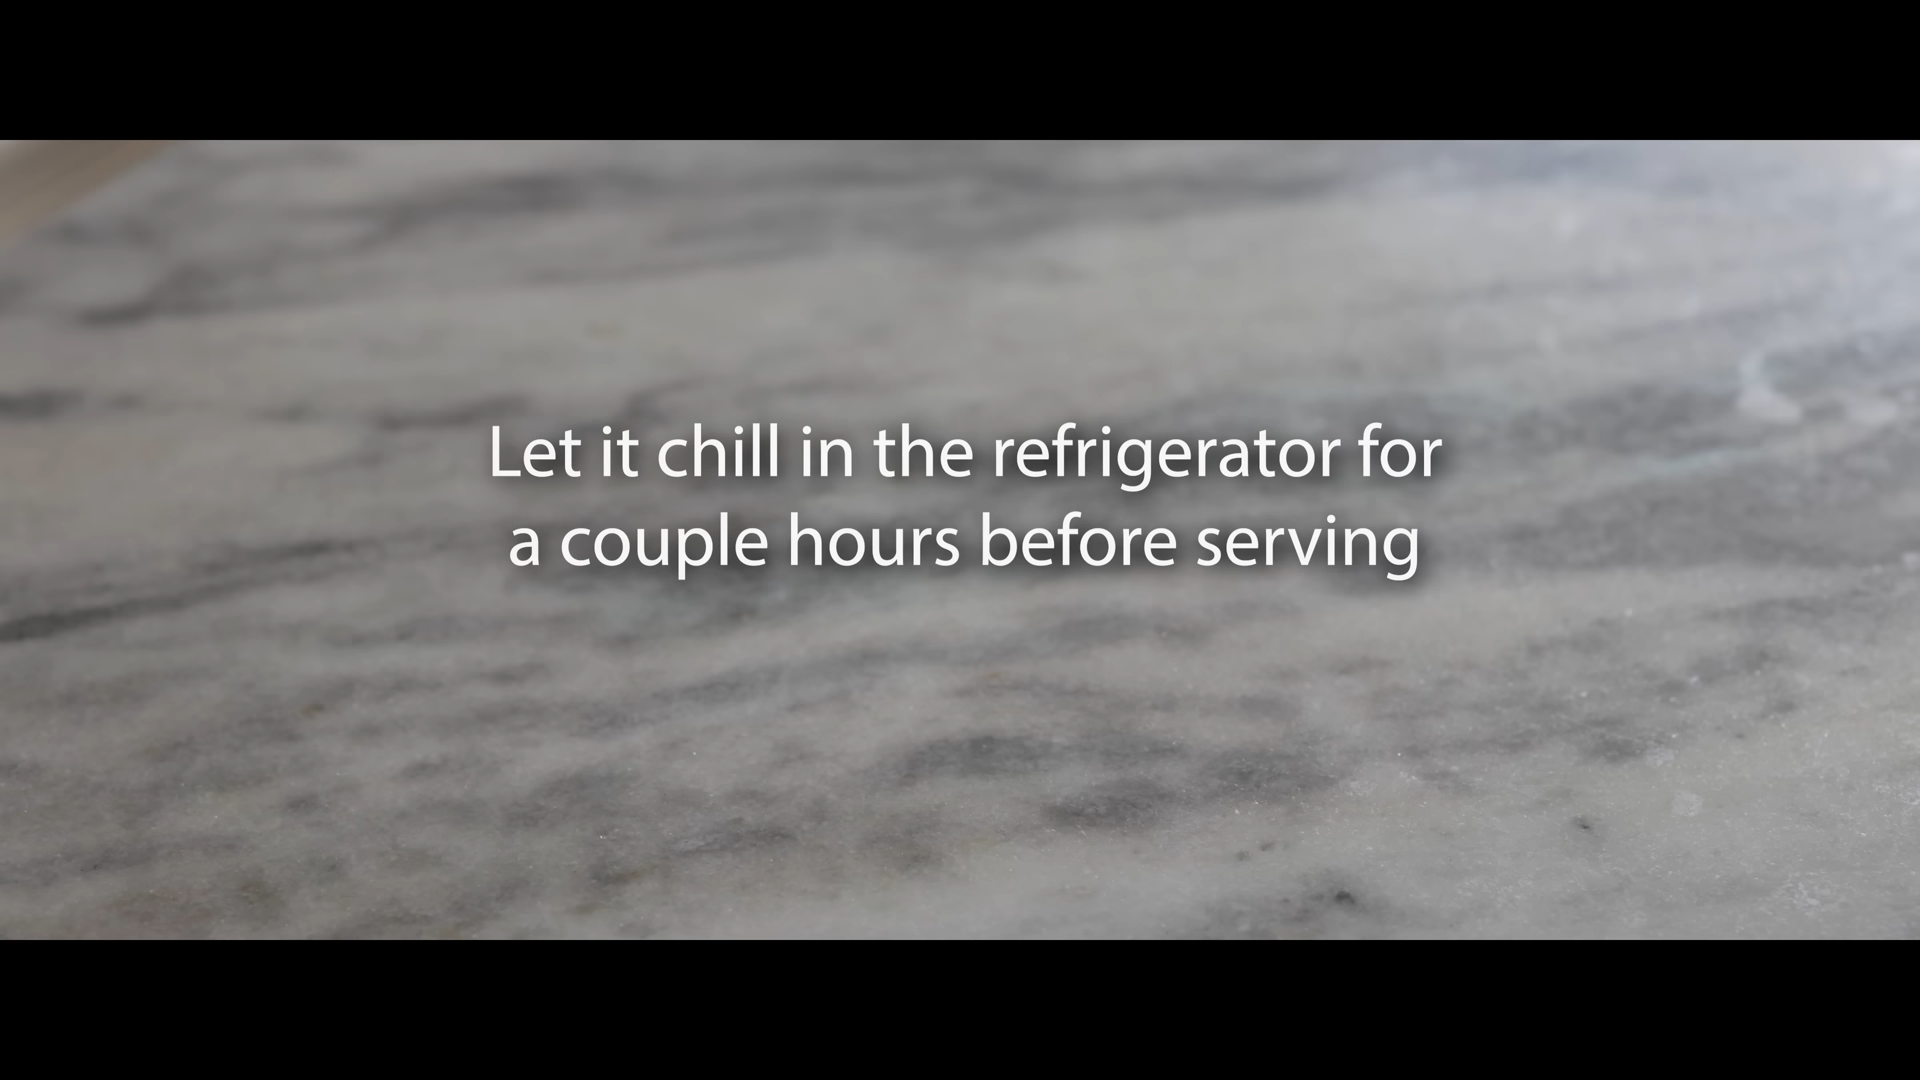 Let it chill in the refrigerator for
a couple hours before serving